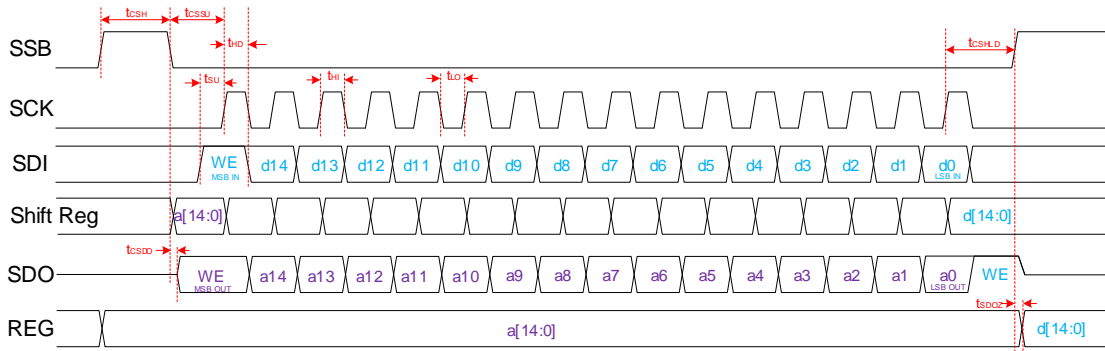 tCSH tCSSU
SSB tHD tCSHLD
tSU tHI tLO
SCK
SDI WE d14 d13 d12 d11 d10 d9 d8 d7 d6 d5 d4 d3 d2 d1 d0
MSB IN LSB IN
Shift Reg a[14:0] d[14:0]
tCSDO
SDO WE a14 a13 a12 a11 a10 a9 a8 a7 a6 a5 a4 a3 a2 a1 a0 WE
MSB OUT LSB OUT
tSDOZ
REG a[14:0] d[14:0]